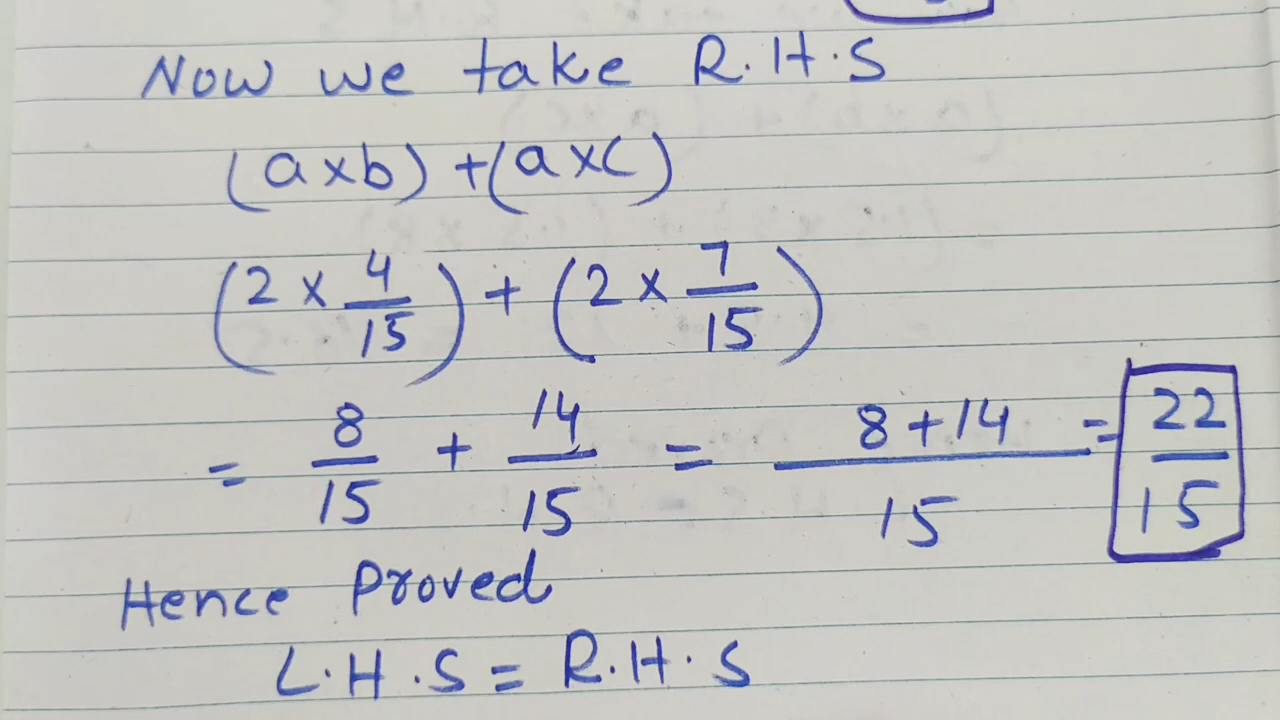 Now we take R.H.S
(a×b) + (a×c)
(2 × 4/15) + (2 × 7/15)
= 8/15 + 14/15 = 8+14/15 = 22/15
Hence Proved
L.H.S = R.H.S